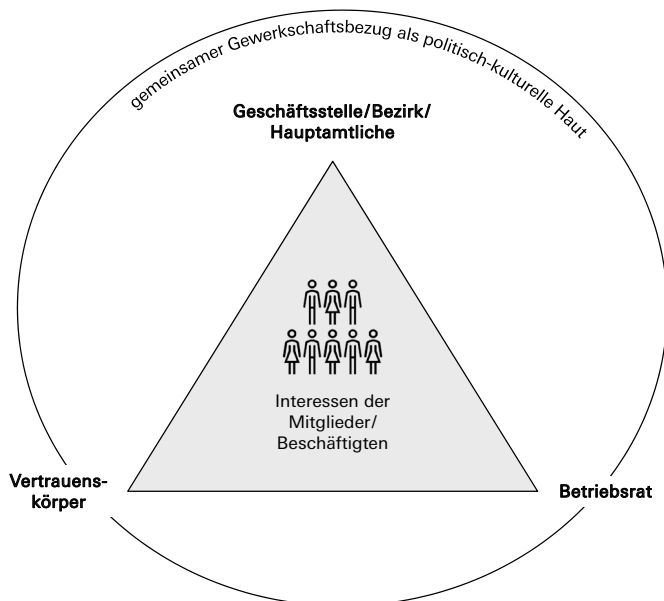 gemeinsamer Gewerkschaftsbezug als politisch-kulturelle Haut
Geschäftsstelle/Bezirk/
Hauptamtliche
Interessen der
Mitglieder/
Beschäftigten
Vertrauens-
körper
Betriebsrat